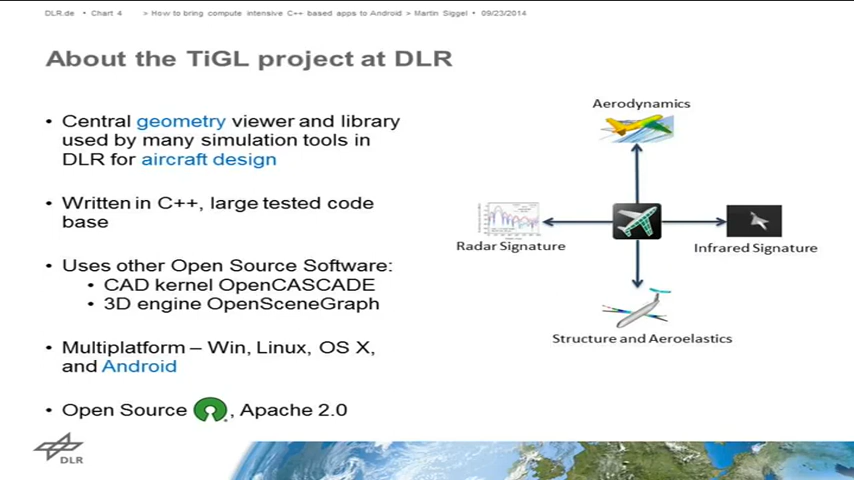 DLR.de • Chart 4 > How to bring compute intensive C++ based apps to Android > Martin Siggel • 09/23/2014
About the TiGL project at DLR
• Central geometry viewer and library
used by many simulation tools in
DLR for aircraft design
• Written in C++, large tested code
base
• Uses other Open Source Software:
• CAD kernel OpenCASCADE
• 3D engine OpenSceneGraph
• Multiplatform – Win, Linux, OS X,
and Android
• Open Source , Apache 2.0
Aerodynamics
Radar Signature
Infrared Signature
Structure and Aeroelastics
DLR